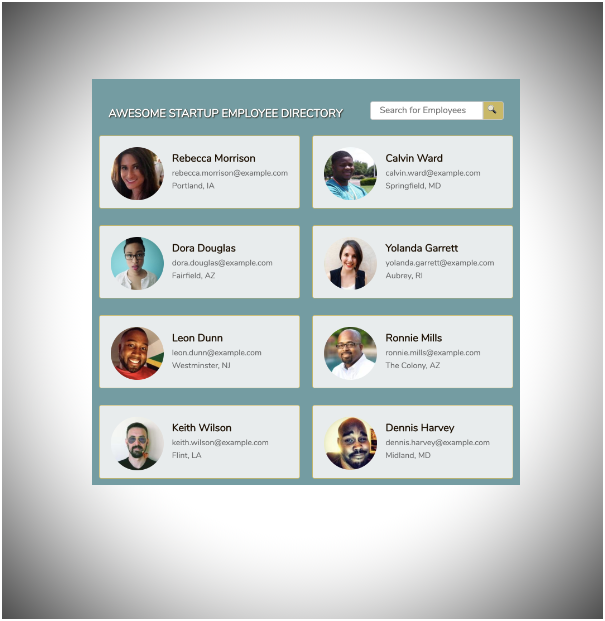 AWESOME STARTUP EMPLOYEE DIRECTORY
Search for Employees
Rebecca Morrison
rebecca.morrison@example.com
Portland, IA
Calvin Ward
calvin.ward@example.com
Springfield, MD
Dora Douglas
dora.douglas@example.com
Fairfield, AZ
Yolanda Garrett
yolanda.garrett@example.com
Aubrey, RI
Leon Dunn
leon.dunn@example.com
Westminster, NJ
Ronnie Mills
ronnie.mills@example.com
The Colony, AZ
Keith Wilson
keith.wilson@example.com
Flint, LA
Dennis Harvey
dennis.harvey@example.com
Midland, MD